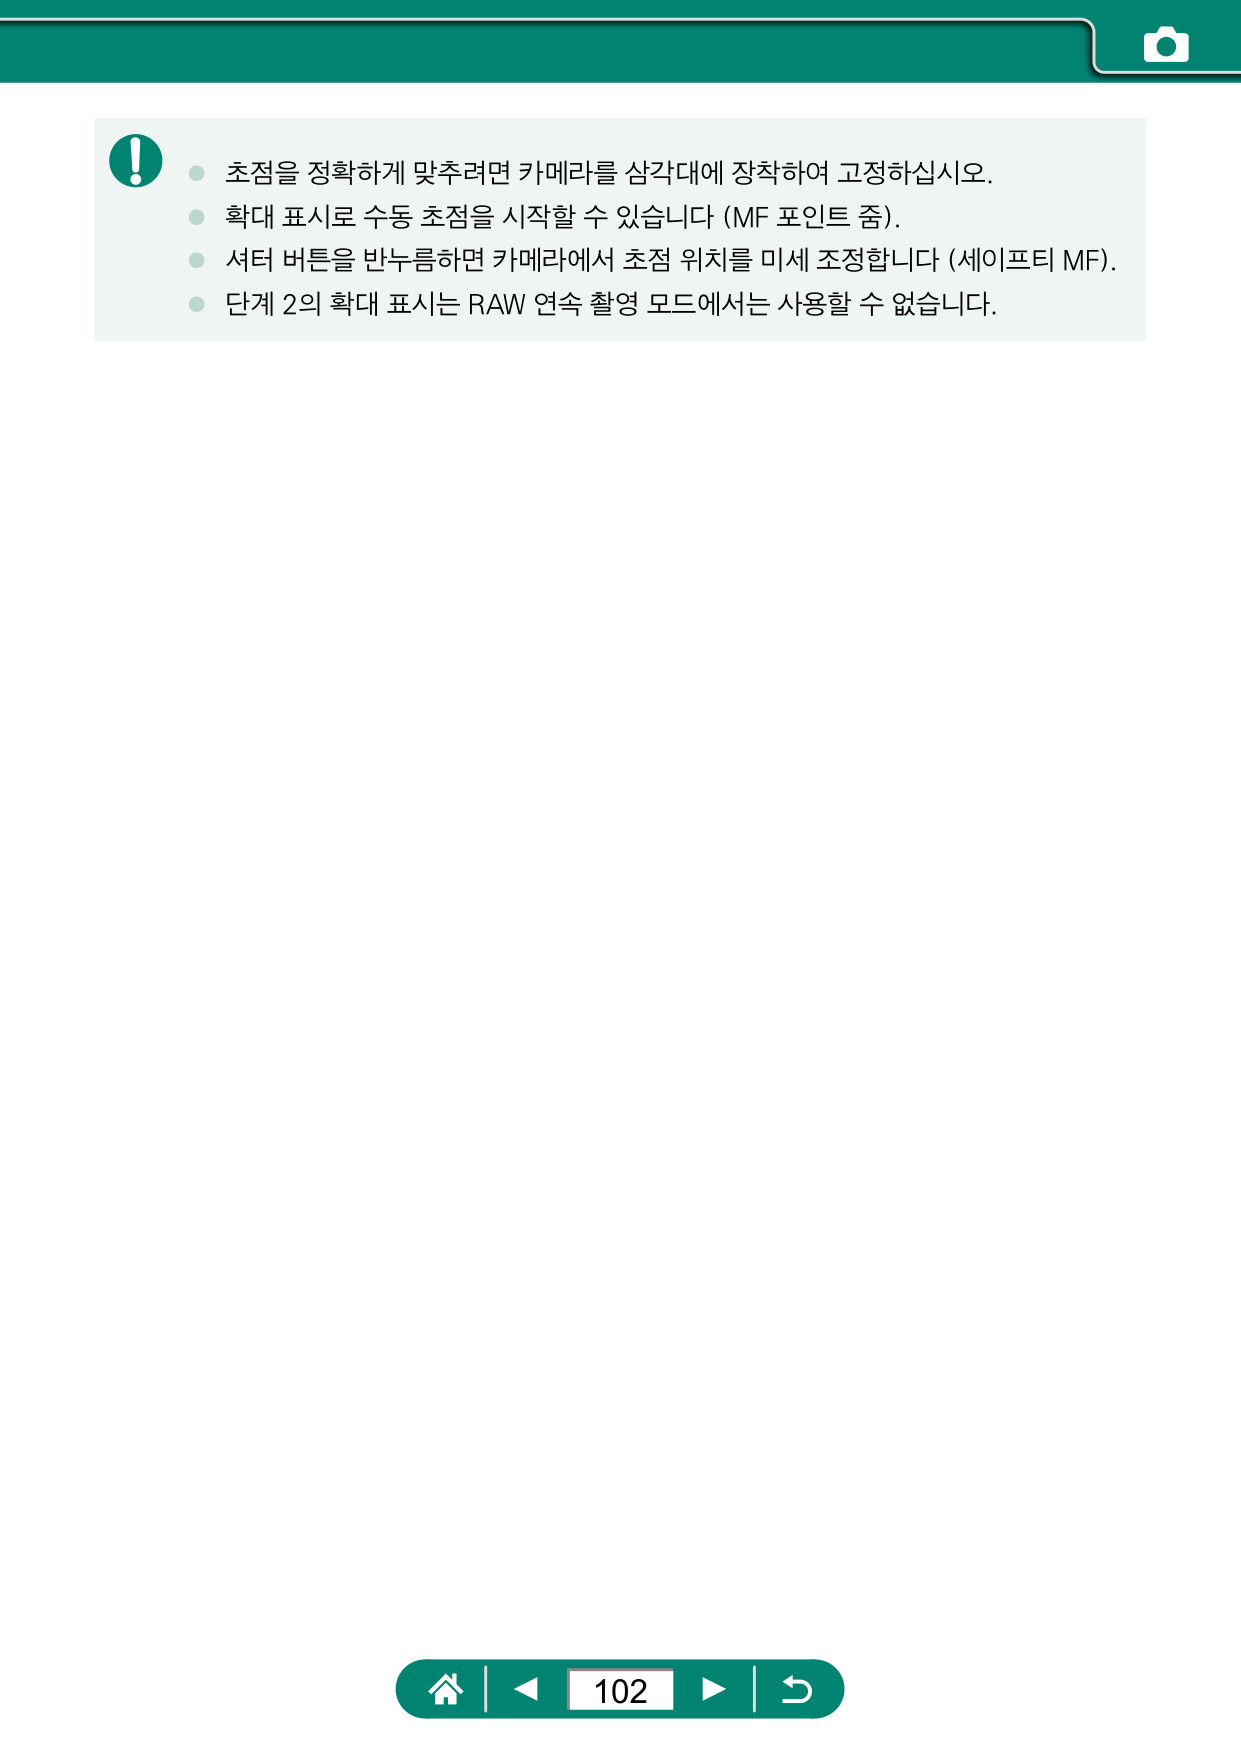 초점을 정확하게 맞추려면 카메라를 삼각대에 장착하여 고정하십시오.
확대 표시로 수동 초점을 시작할 수 있습니다 (MF 포인트 줌).
셔터 버튼을 반누름하면 카메라에서 초점 위치를 미세 조정합니다 (세이프티 MF).
단계 2의 확대 표시는 RAW 연속 촬영 모드에서는 사용할 수 없습니다.
102